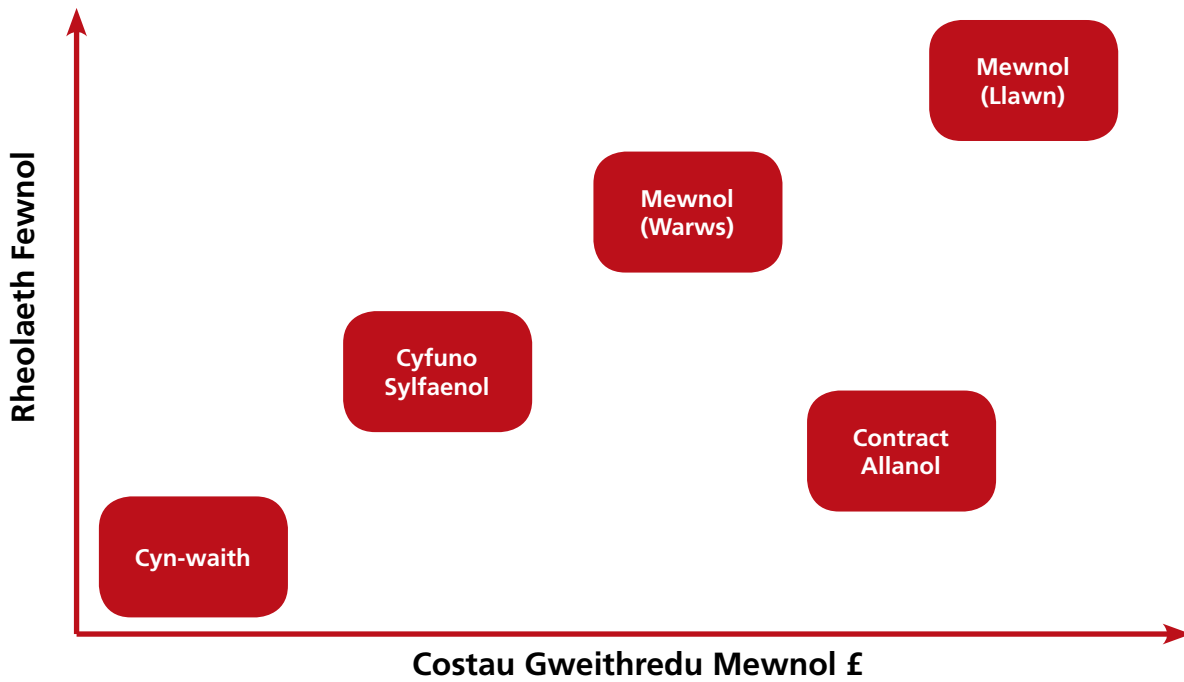 Rheolaeth Fewnol
Mewnol
(Llawn)
Mewnol
(Warws)
Cyfuno
Sylfaenol
Contract
Allanol
Cyn-waith
Costau Gweithredu Mewnol £